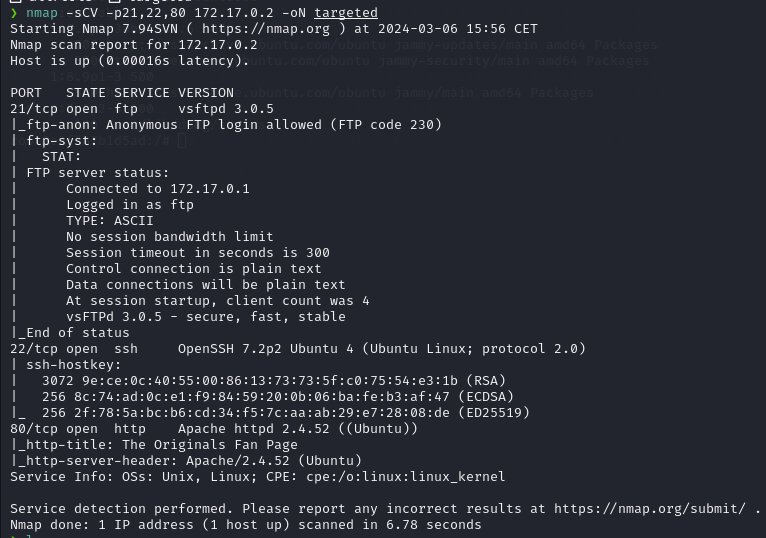 ❯ nmap -sCV -p21,22,80 172.17.0.2 -oN targeted
Starting Nmap 7.94SVN ( https://nmap.org ) at 2024-03-06 15:56 CET
Nmap scan report for 172.17.0.2
Host is up (0.00016s latency).

PORT   STATE SERVICE VERSION
21/tcp open  ftp     vsftpd 3.0.5
|_ftp-anon: Anonymous FTP login allowed (FTP code 230)
| ftp-syst:
|   STAT:
| FTP server status:
|      Connected to 172.17.0.1
|      Logged in as ftp
|      TYPE: ASCII
|      No session bandwidth limit
|      Session timeout in seconds is 300
|      Control connection is plain text
|      Data connections will be plain text
|      At session startup, client count was 4
|      vsFTPd 3.0.5 - secure, fast, stable
|_End of status
22/tcp open  ssh     OpenSSH 7.2p2 Ubuntu 4 (Ubuntu Linux; protocol 2.0)
| ssh-hostkey:
|   3072 9e:ce:0c:40:55:00:86:13:73:73:5f:c0:75:54:e3:1b (RSA)
|   256 8c:74:ad:0c:e1:f9:84:59:20:0b:06:ba:fe:b3:af:47 (ECDSA)
|_  256 2f:78:5a:bc:b6:cd:34:f5:7c:aa:ab:29:e7:28:08:de (ED25519)
80/tcp open  http    Apache httpd 2.4.52 ((Ubuntu))
|_http-title: The Originals Fan Page
|_http-server-header: Apache/2.4.52 (Ubuntu)
Service Info: OSs: Unix, Linux; CPE: cpe:/o:linux:linux_kernel

Service detection performed. Please report any incorrect results at https://nmap.org/submit/ .
Nmap done: 1 IP address (1 host up) scanned in 6.78 seconds